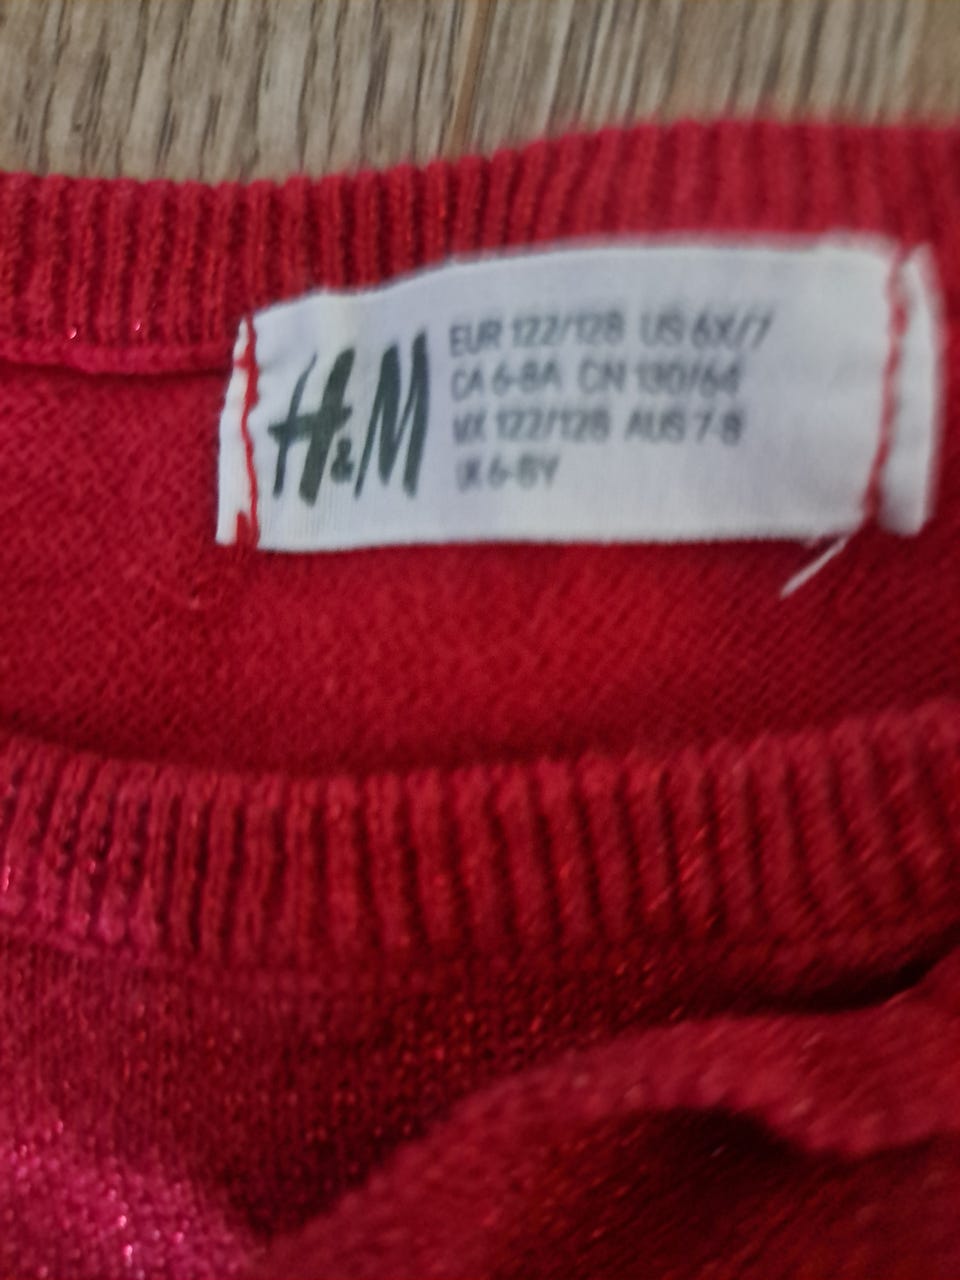 H&M
EUR 122/128 US 6X/7
CA 6-8A CN 130/64
MX 122/128 AUS 7-8
UK 6-8Y